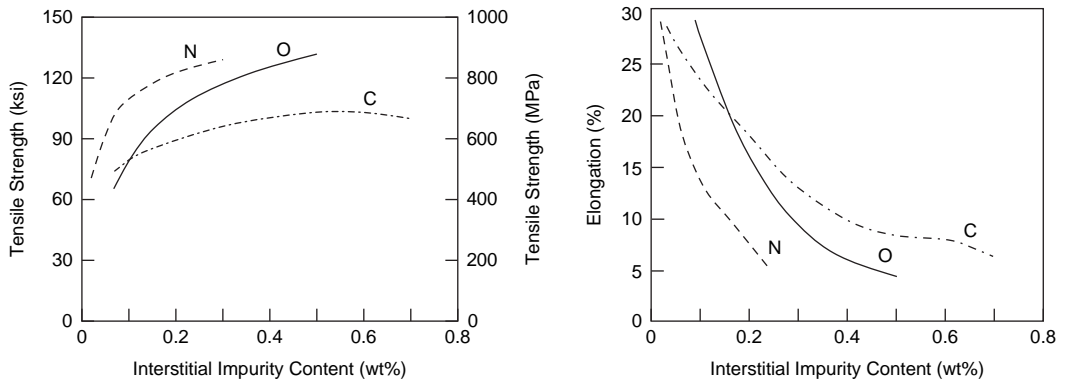 Tensile Strength (ksi)
150
120
90
60
30
0
N
O
C
0
0.2
0.4
0.6
0.8
Interstitial Impurity Content (wt%)
1000
800
600
400
200
0
Tensile Strength (MPa)
Elongation (%)
30
25
20
15
10
5
0
N
O
C
0
0.2
0.4
0.6
0.8
Interstitial Impurity Content (wt%)